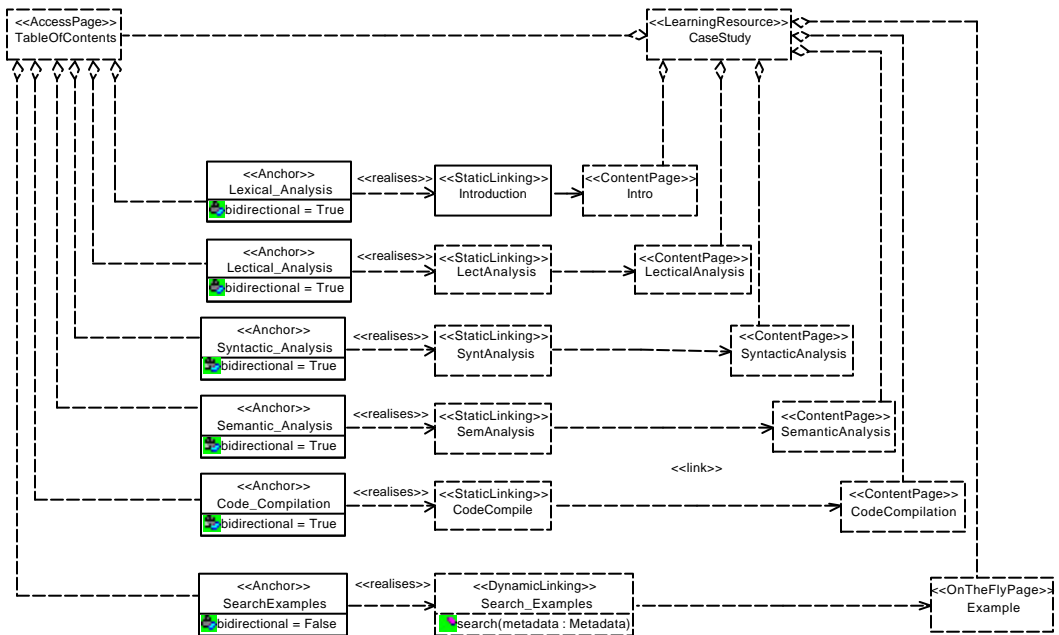 <<AccessPage>>
TableOfContents
<<LearningResource>>
CaseStudy
<<Anchor>>
Lexical_Analysis
bidirectional = True
<<realises>>
<<StaticLinking>>
Introduction
<<ContentPage>>
Intro
<<Anchor>>
Lectical_Analysis
bidirectional = True
<<realises>>
<<StaticLinking>>
LectAnalysis
<<ContentPage>>
LecticalAnalysis
<<Anchor>>
Syntactic_Analysis
bidirectional = True
<<realises>>
<<StaticLinking>>
SyntAnalysis
<<ContentPage>>
SyntacticAnalysis
<<Anchor>>
Semantic_Analysis
bidirectional = True
<<realises>>
<<StaticLinking>>
SemAnalysis
<<ContentPage>>
SemanticAnalysis
<<link>>
<<Anchor>>
Code_Compilation
bidirectional = True
<<realises>>
<<StaticLinking>>
CodeCompile
<<ContentPage>>
CodeCompilation
<<Anchor>>
SearchExamples
bidirectional = False
<<realises>>
<<DynamicLinking>>
Search_Examples
search(metadata : Metadata)
<<OnTheFlyPage>>
Example